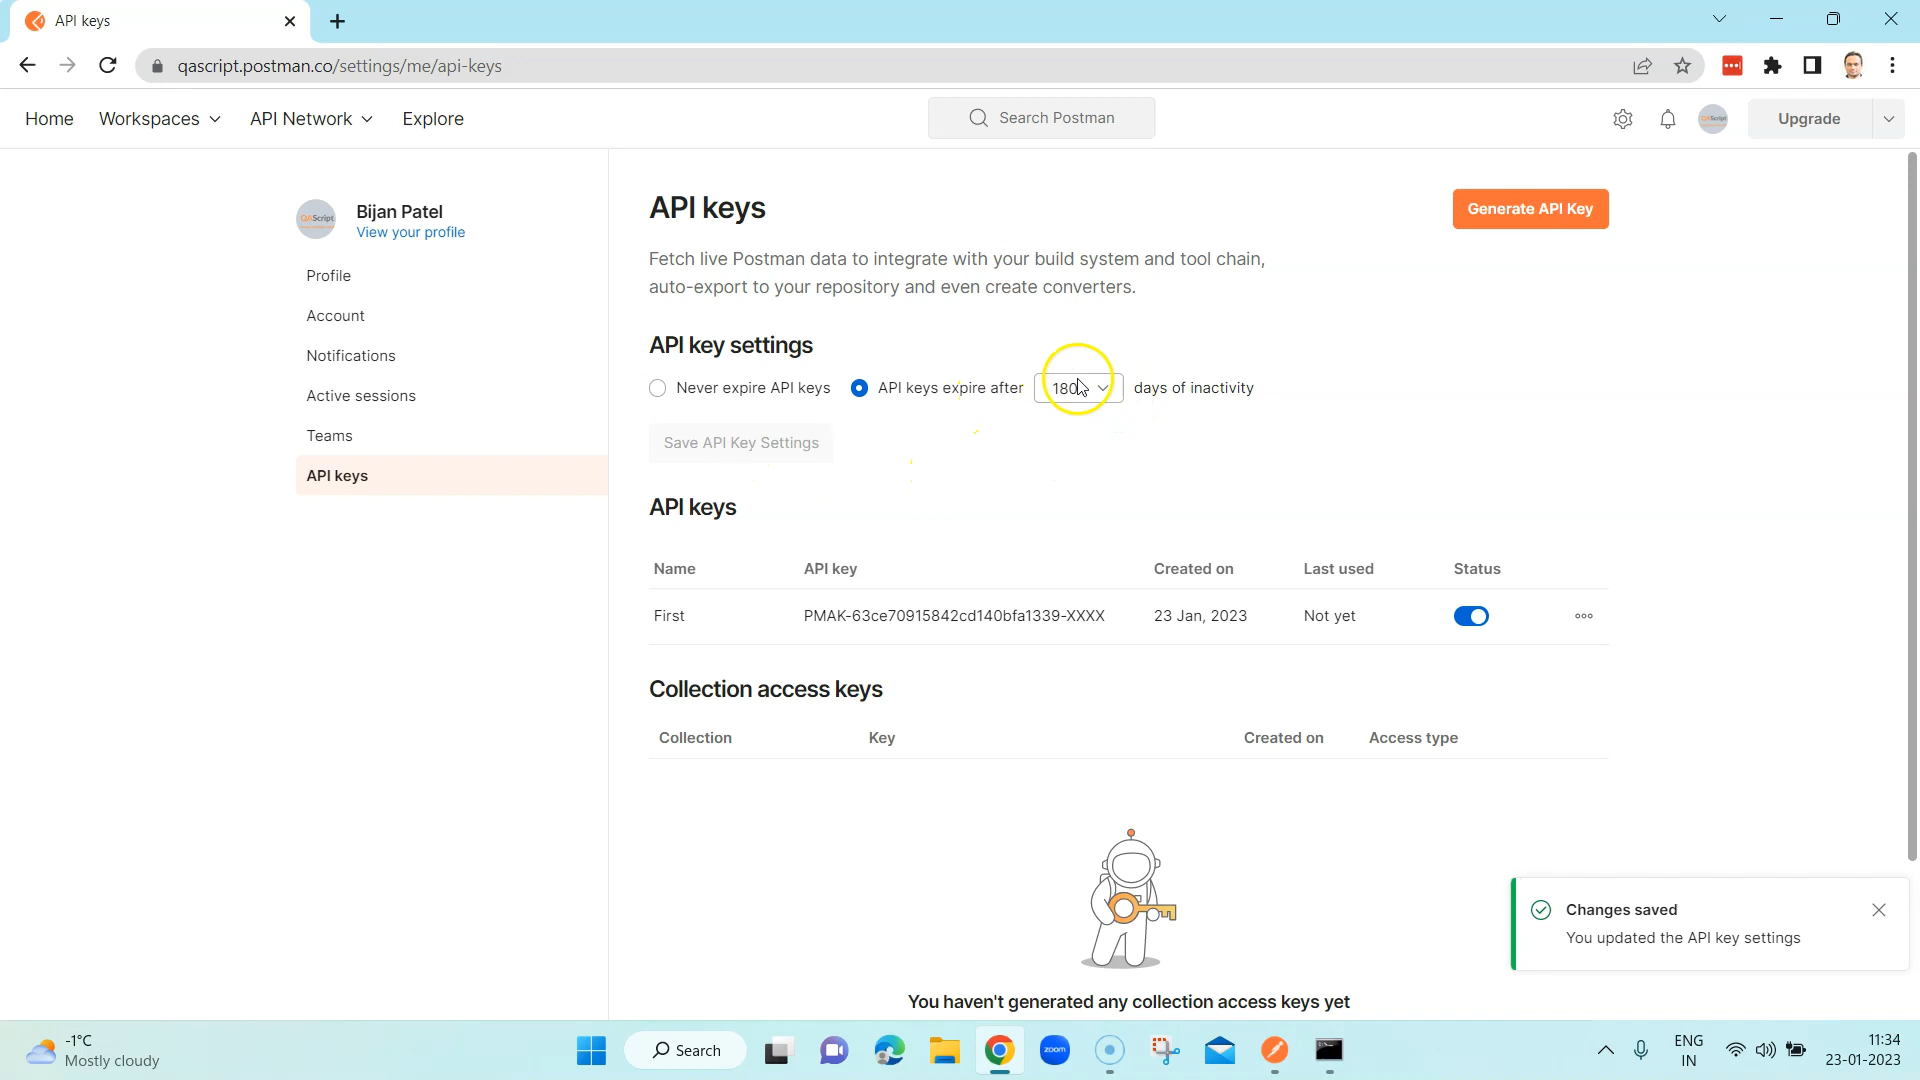 API keys
qascript.postman.co/settings/me/api-keys
Home
Workspaces
API Network
Explore
Search Postman
Upgrade
Bijan Patel
View your profile
Profile
Account
Notifications
Active sessions
Teams
API keys
API keys
Generate API Key
Fetch live Postman data to integrate with your build system and tool chain,
auto-export to your repository and even create converters.
API key settings
Never expire API keys
API keys expire after 180 days of inactivity
Save API Key Settings
API keys
Name API key Created on Last used Status
First PMAK-63ce70915842cd140bfa1339-XXXX 23 Jan, 2023 Not yet
Collection access keys
Collection Key Created on Access type
You haven't generated any collection access keys yet
Changes saved
You updated the API key settings
-1°C
Mostly cloudy
Search
zoom
ENG
IN
11:34
23-01-2023